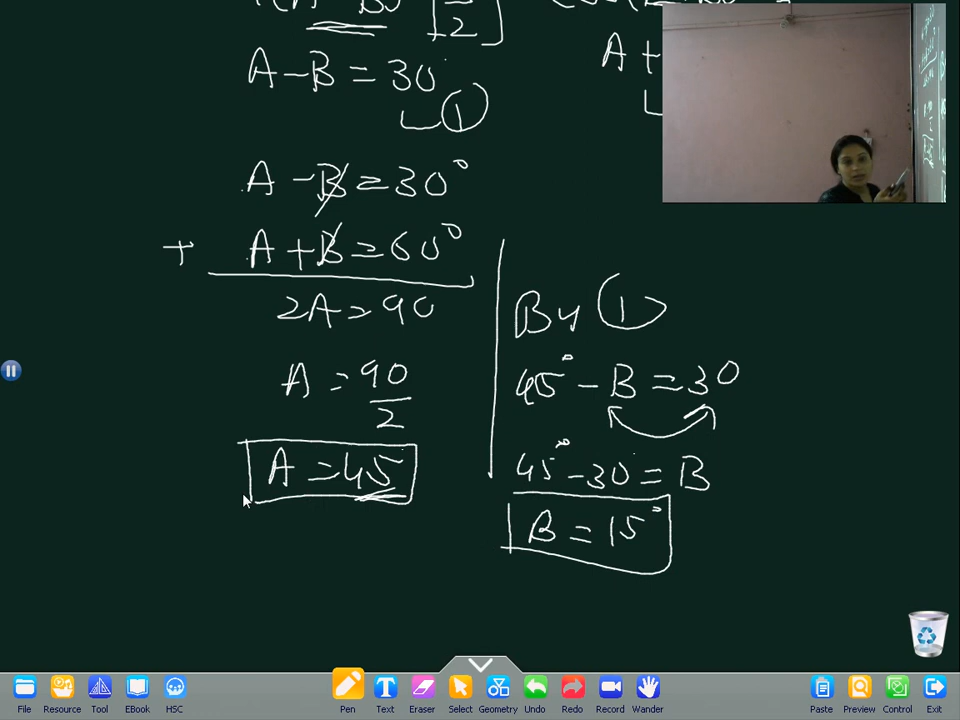 A - B = 30°
①
A +
A - B = 30°
+ A + B = 60°
2A = 90
A = 90/2
A = 45
By ①
45° - B = 30
45° - 30 = B
B = 15°
File Resource Tool EBook HSC Pen Text Eraser Select Geometry Undo Redo Record Wander Paste Preview Control Exit